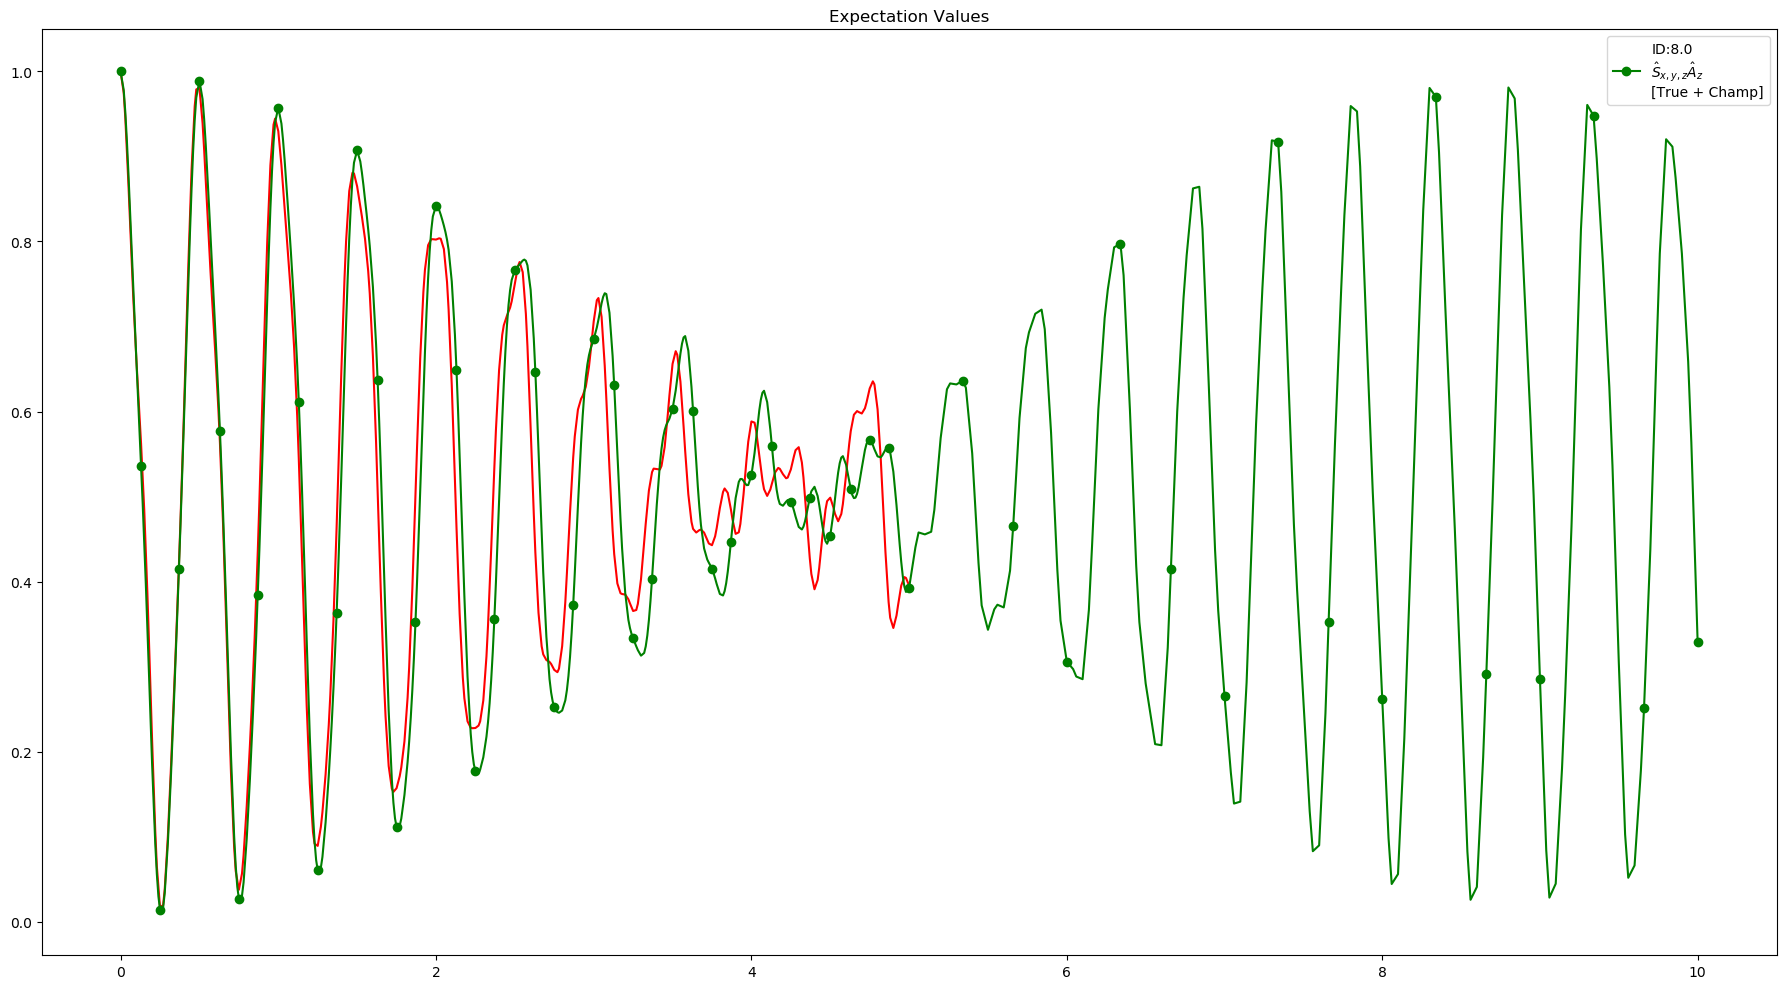 Expectation Values
ID:8.0
$\hat{S}_{x,y,z}\hat{A}_z$
[True + Champ]
1.0
0.8
0.6
0.4
0.2
0.0
0 2 4 6 8 10